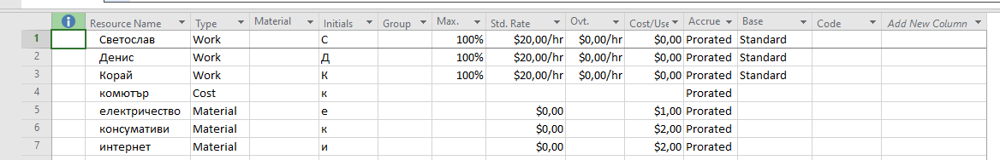 Resource Name Type Material Initials Group Max. Std. Rate Ovt. Cost/Use Accrue Base Code Add New Column
1 Светослав Work С 100% $20,00/hr $0,00/hr $0,00 Prorated Standard
2 Денис Work Д 100% $20,00/hr $0,00/hr $0,00 Prorated Standard
3 Корай Work К 100% $20,00/hr $0,00/hr $0,00 Prorated Standard
4 комютър Cost к Prorated
5 електричество Material е $0,00 $1,00 Prorated
6 консумативи Material к $0,00 $2,00 Prorated
7 интернет Material и $0,00 $2,00 Prorated